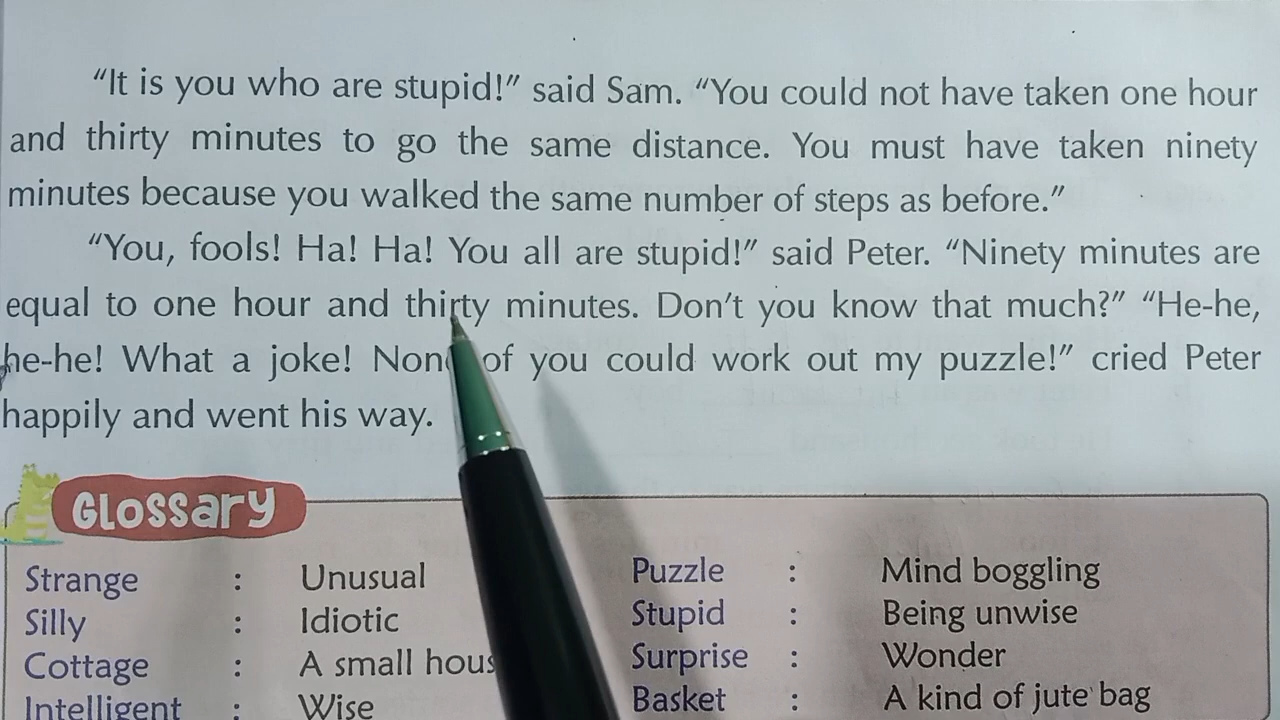 “It is you who are stupid!” said Sam. “You could not have taken one hour
and thirty minutes to go the same distance. You must have taken ninety
minutes because you walked the same number of steps as before.”
“You, fools! Ha! Ha! You all are stupid!” said Peter. “Ninety minutes are
equal to one hour and thirty minutes. Don’t you know that much?” “He-he,
he-he! What a joke! None of you could work out my puzzle!” cried Peter
happily and went his way.
Glossary
Strange : Unusual
Silly : Idiotic
Cottage : A small house
Intelligent : Wise
Puzzle : Mind boggling
Stupid : Being unwise
Surprise : Wonder
Basket : A kind of jute bag